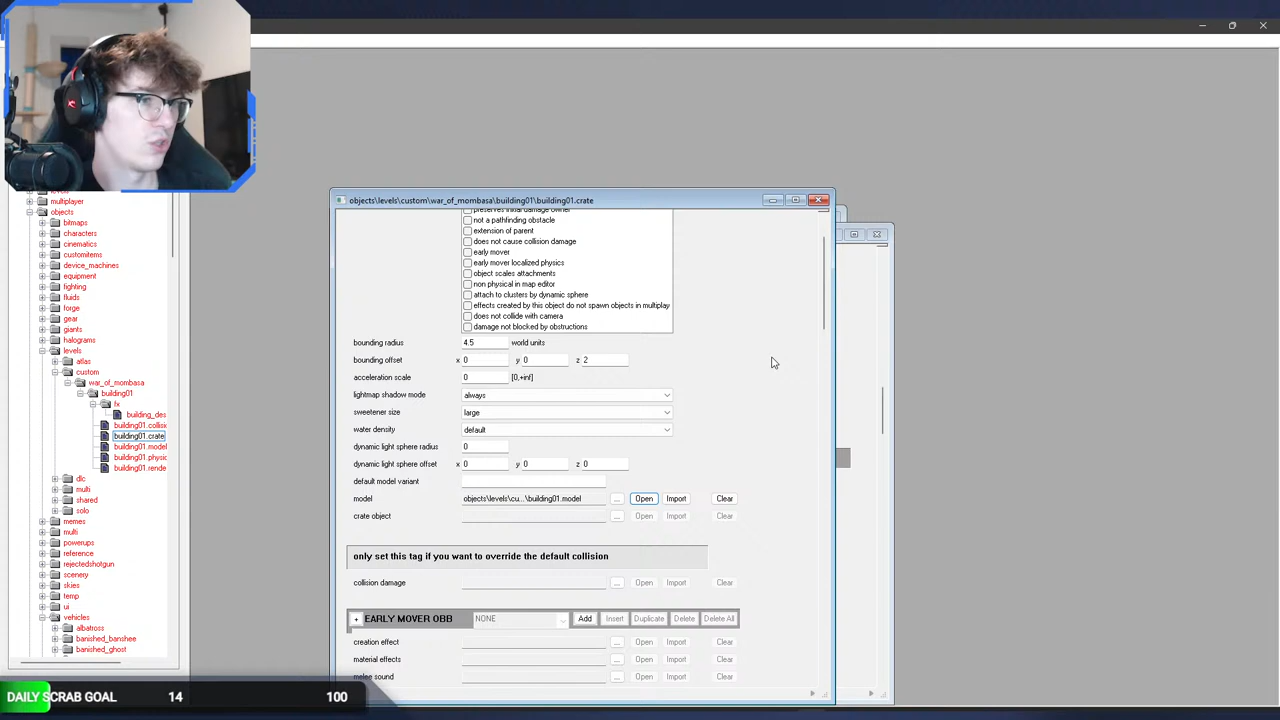 objects\levels\custom\war_of_mombasa\building01\building01.crate
preserves initial damage owner
not a pathfinding obstacle
extension of parent
does not cause collision damage
early mover
early mover localized physics
object scales attachments
non physical in map editor
attach to clusters by dynamic sphere
effects created by this object do not spawn objects in multiplay
does not collide with camera
damage not blocked by obstructions
bounding radius 4.5 world units
bounding offset x 0 y 0 z 2
acceleration scale 0 [0,+inf]
lightmap shadow mode always
sweetener size large
water density default
dynamic light sphere radius 0
dynamic light sphere offset x 0 y 0 z 0
default model variant
model objects\levels\cu...\building01.model ... Open Import Clear
crate object ... Open Import Clear
only set this tag if you want to override the default collision
collision damage ... Open Import Clear
+ EARLY MOVER OBB NONE Add Insert Duplicate Delete Delete All
creation effect ... Open Import Clear
material effects ... Open Import Clear
melee sound ... Open Import Clear
levels
multiplayer
objects
bitmaps
characters
cinematics
customitems
device_machines
equipment
fighting
fluids
forge
gear
giants
halograms
levels
atlas
custom
war_of_mombasa
building01
fx
building_des
building01.collisi
building01.crate
building01.model
building01.physic
building01.rende
dlc
multi
shared
solo
memes
multi
powerups
reference
rejectedshotgun
scenery
skies
temp
ui
vehicles
albatross
banished_banshee
banished_ghost
DAILY SCRAB GOAL 14 100